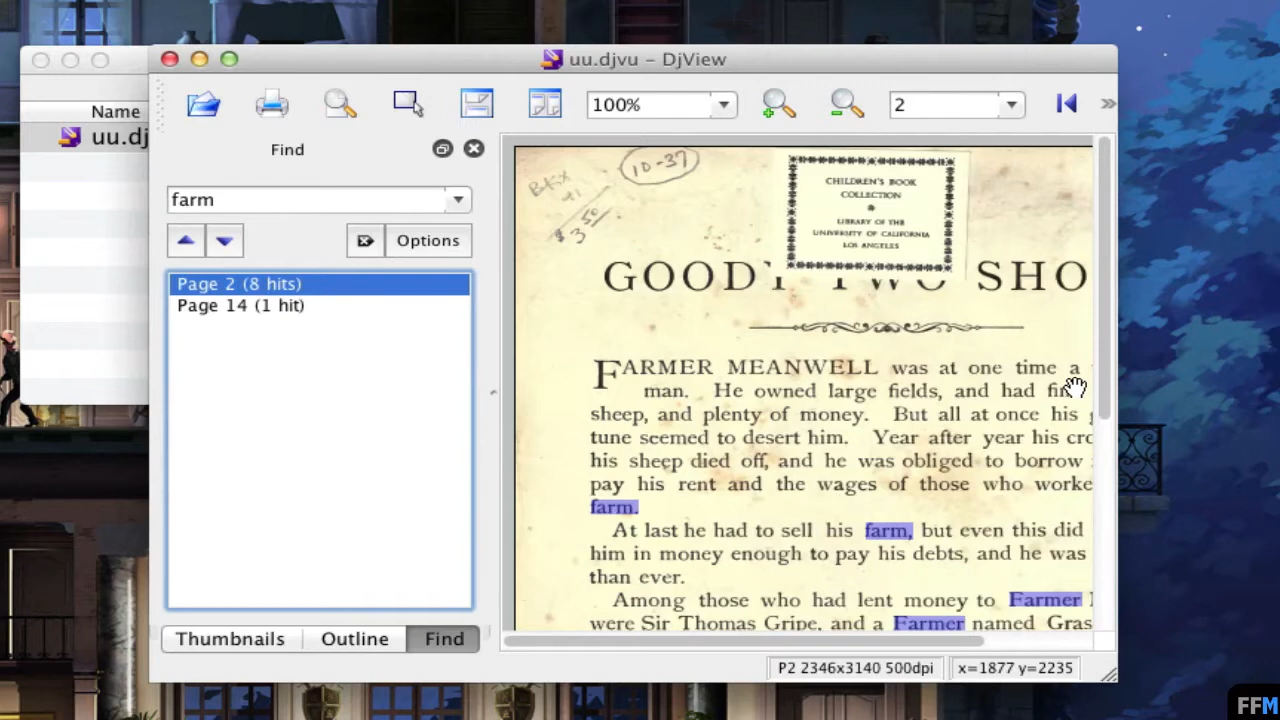 uu.djvu – DjView
Name
uu.dj
100%
2
Find
farm
Options
Page 2 (8 hits)
Page 14 (1 hit)
10-37
$3 50
CHILDREN'S BOOK
COLLECTION
LIBRARY OF THE
UNIVERSITY OF CALIFORNIA
LOS ANGELES
GOODY TWO SHO
FARMER MEANWELL was at one time a
man. He owned large fields, and had fin
sheep, and plenty of money. But all at once his
tune seemed to desert him. Year after year his cro
his sheep died off, and he was obliged to borrow
pay his rent and the wages of those who worke
farm.
At last he had to sell his farm, but even this did
him in money enough to pay his debts, and he was
than ever.
Among those who had lent money to Farmer
were Sir Thomas Gripe, and a Farmer named Gras
Thumbnails
Outline
Find
P2 2346x3140 500dpi
x=1877 y=2235
FFM